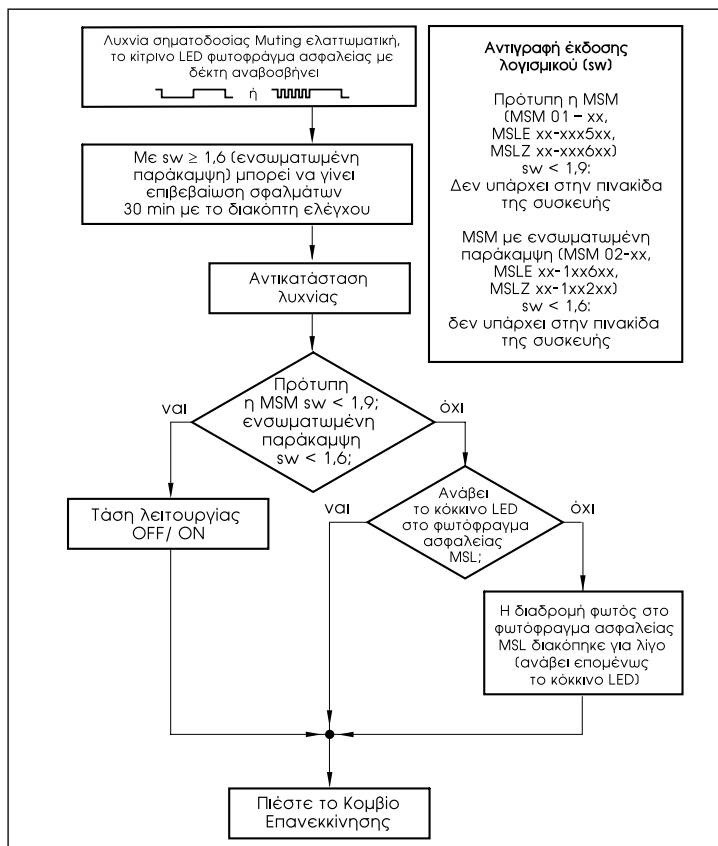 Λυχνία σηματοδοσίας Muting ελαττωματική,
το κίτρινο LED φωτοφράγμα ασφαλείας με
δέκτη αναβοσβήνει
ή
Με sw ≥ 1,6 (ενσωματωμένη
παράκαμψη) μπορεί να γίνει
επιβεβαίωση σφαλμάτων
30 min με το διακόπτη ελέγχου
Αντικατάσταση
λυχνίας
Αντιγραφή έκδοσης
λογισμικού (sw)
Πρότυπη η MSM
(MSM 01 – xx,
MSLE xx-xxx5xx,
MSLZ xx-xxx6xx)
sw < 1,9:
Δεν υπάρχει στην πινακίδα
της συσκευής
MSM με ενσωματωμένη
παράκαμψη (MSM 02-xx,
MSLE xx-1xx6xx,
MSLZ xx-1xx2xx)
sw < 1,6:
δεν υπάρχει στην πινακίδα
της συσκευής
Πρότυπη
η MSM sw < 1,9;
ενσωματωμένη
παράκαμψη
sw < 1,6;
ναι
όχι
Τάση λειτουργίας
OFF/ ON
Ανάβει
το κόκκινο LED
στο φωτόφραγμα
ασφαλείας
MSL;
ναι
όχι
Η διαδρομή φωτός στο
φωτόφραγμα ασφαλείας
MSL διακόπηκε για λίγο
(ανάβει επομένως
το κόκκινο LED)
Πιέστε το Κομβίο
Επανεκκίνησης